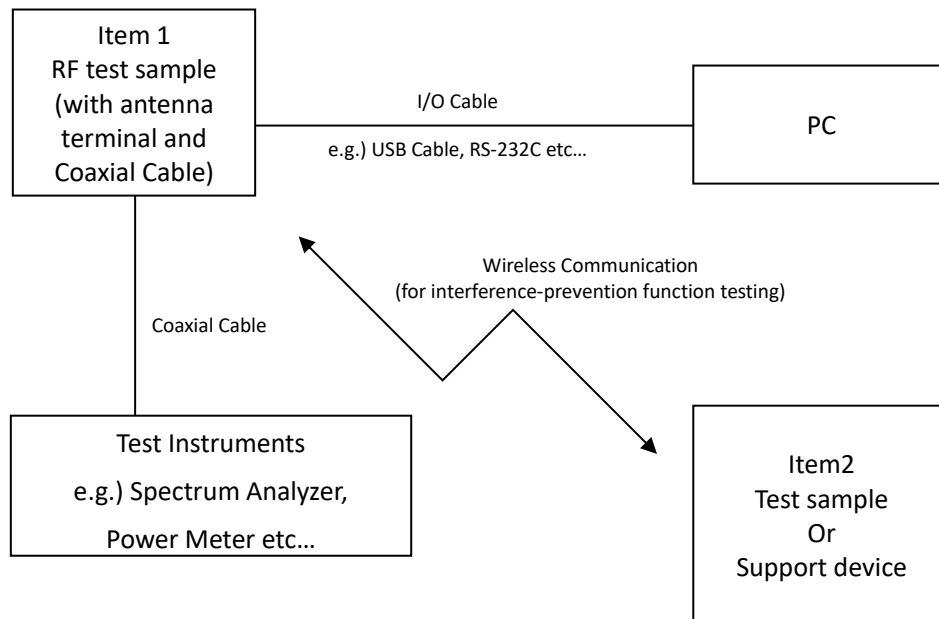 Item 1
RF test sample
(with antenna
terminal and
Coaxial Cable)
I/O Cable
e.g.) USB Cable, RS-232C etc...
PC
Wireless Communication
(for interference-prevention function testing)
Coaxial Cable
Test Instruments
e.g.) Spectrum Analyzer,
Power Meter etc...
Item2
Test sample
Or
Support device